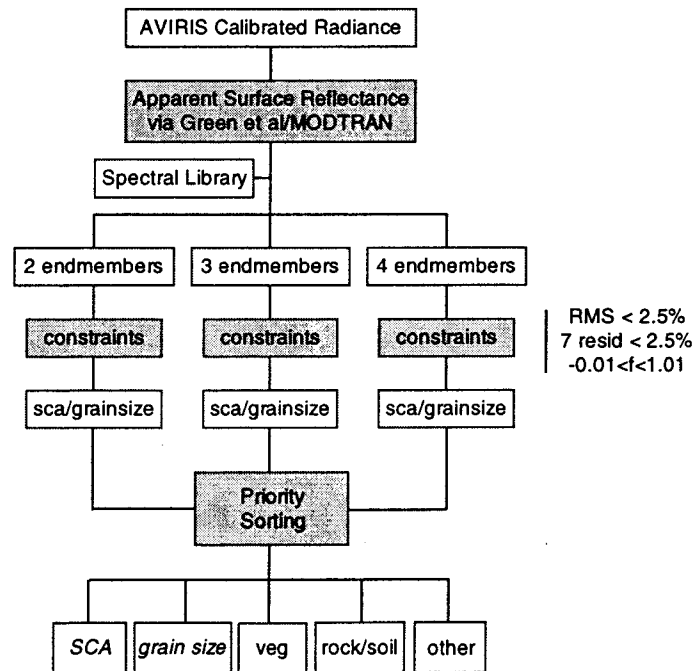 AVIRIS Calibrated Radiance
Apparent Surface Reflectance
via Green et al/MODTRAN
Spectral Library
2 endmembers
3 endmembers
4 endmembers
constraints
constraints
constraints
RMS < 2.5%
7 resid < 2.5%
-0.01<f<1.01
sca/grainsize
sca/grainsize
sca/grainsize
Priority
Sorting
SCA
grain size
veg
rock/soil
other